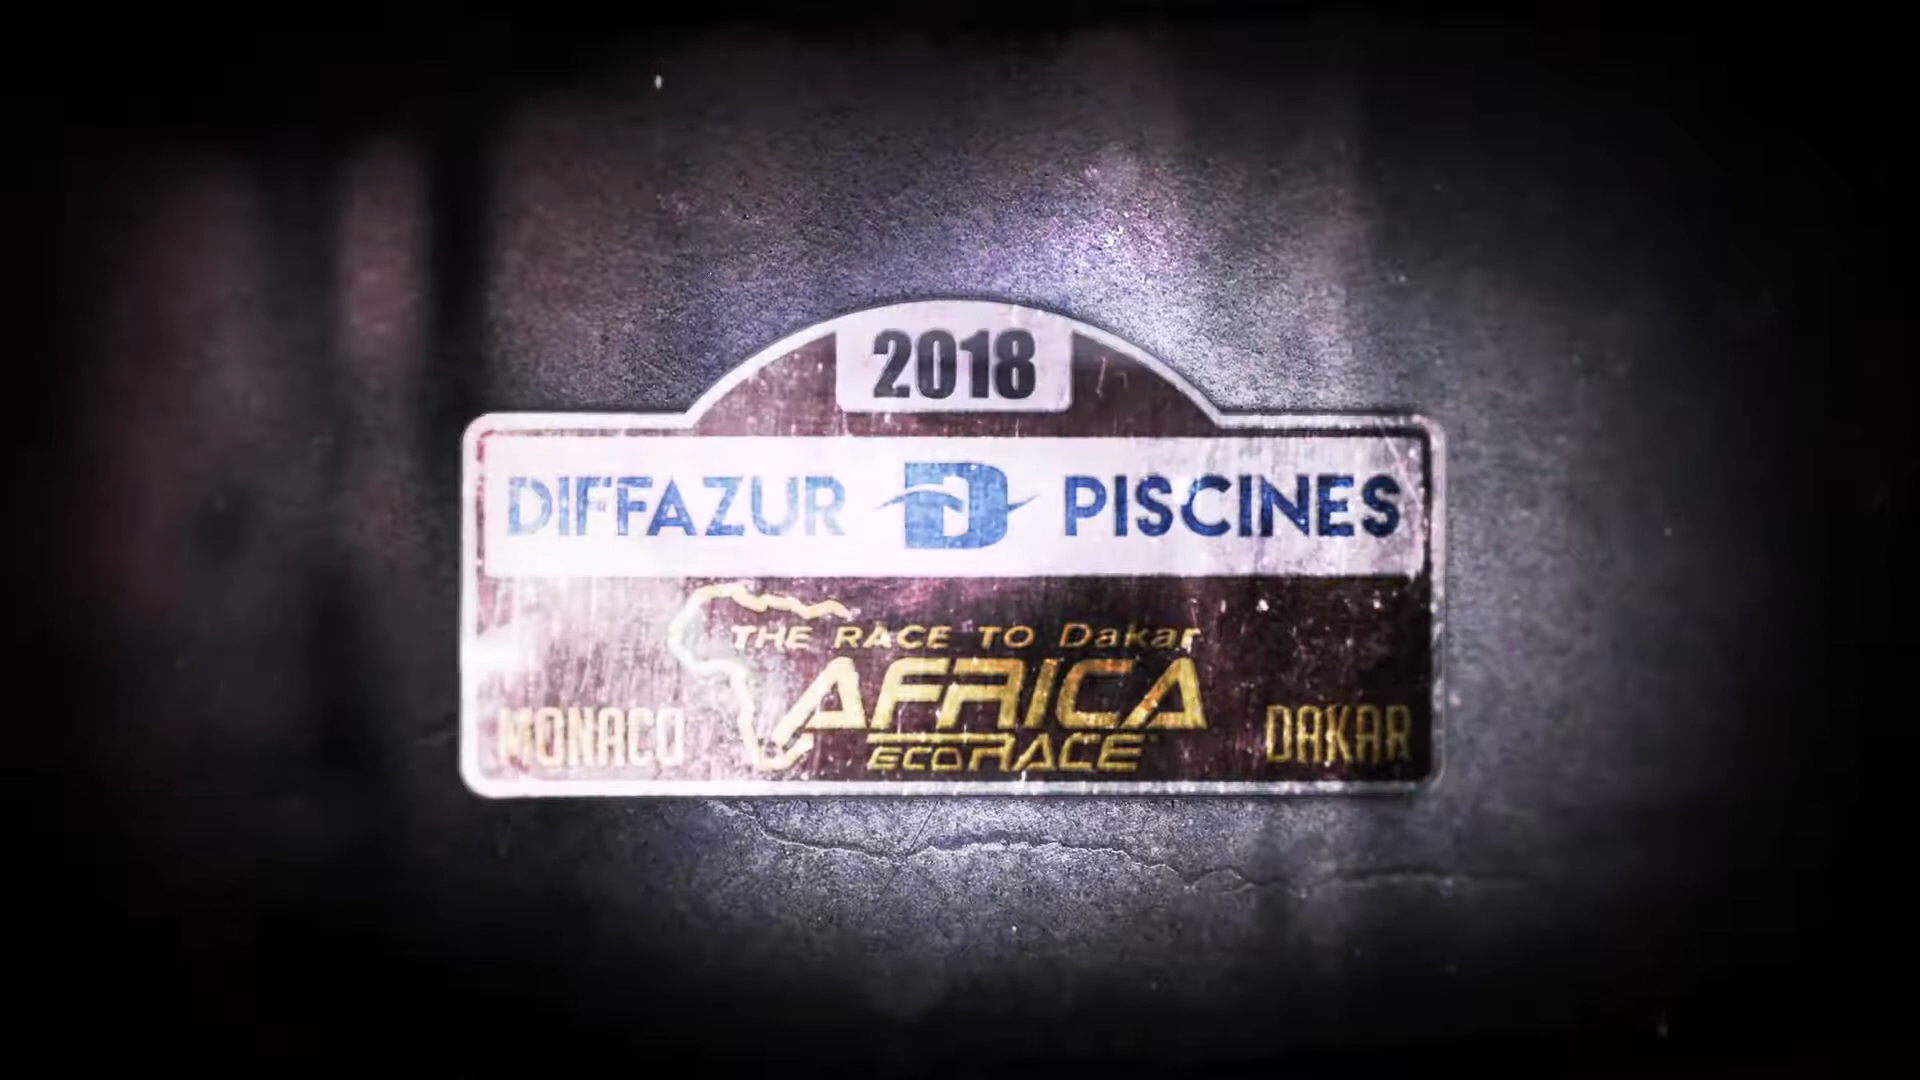 2018
DIFFAZUR D PISCINES
THE RACE TO Dakar
AFRICA
ECORACE
MONACO
DAKAR